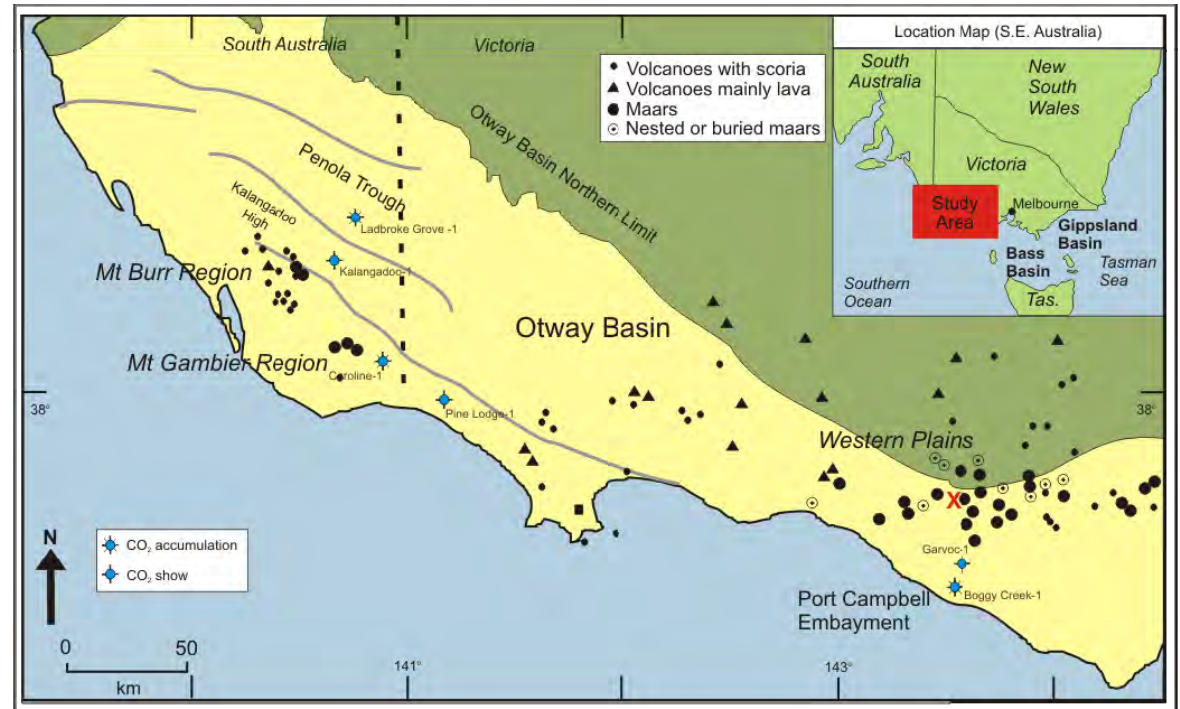 South Australia
Victoria
Volcanoes with scoria
Volcanoes mainly lava
Maars
Nested or buried maars
Location Map (S.E. Australia)
South
Australia
New
South
Wales
Victoria
Melbourne
Study
Area
Gippsland
Basin
Bass
Basin
Tasman
Sea
Southern
Ocean
Tas.
Otway Basin Northern Limit
Penola Trough
Kalangadoo
High
Ladbroke Grove -1
Kalangadoo-1
Mt Burr Region
Otway Basin
Mt Gambier Region
Caroline-1
38°
38°
Pine Lodge-1
Western Plains
X
N
CO₂ accumulation
CO₂ show
Garvoc-1
Boggy Creek-1
Port Campbell
Embayment
0 50
km
141°
143°